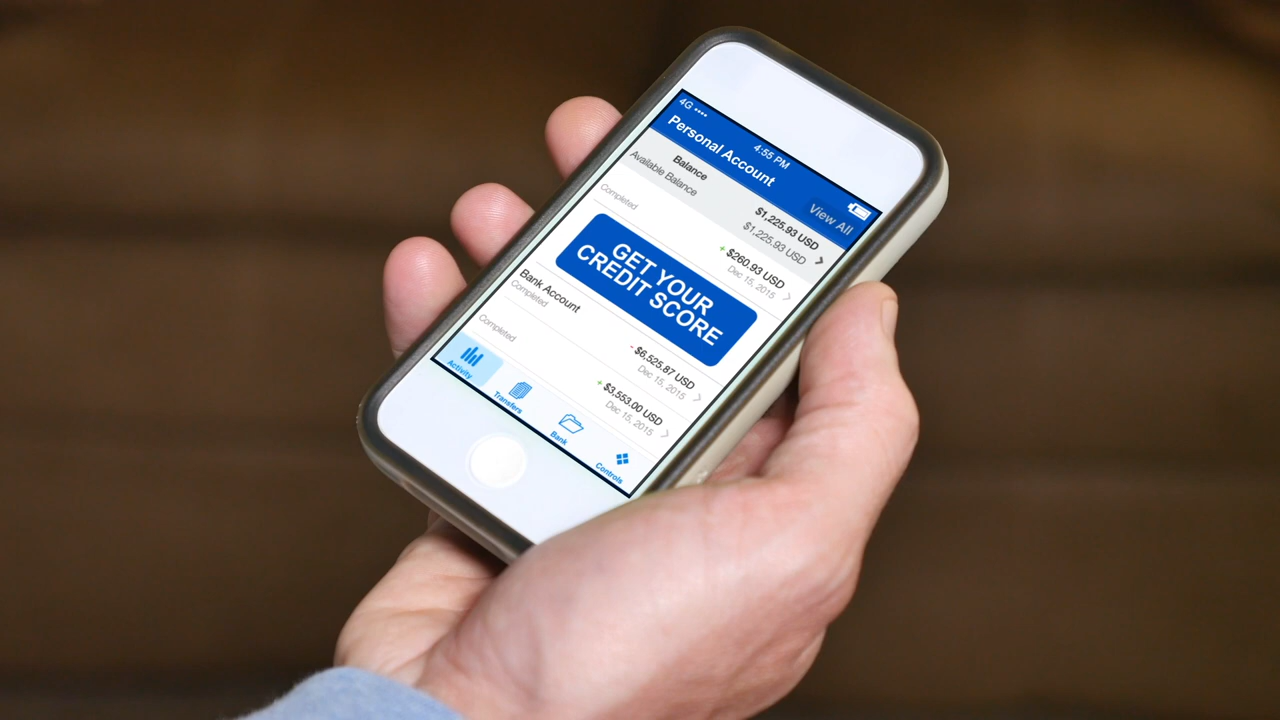 4G
4:55 PM
Personal Account
View All
Balance
$1,225.93 USD
Available Balance
$1,225.93 USD
Completed
+ $260.93 USD
Dec 15, 2015
GET YOUR
CREDIT SCORE
Bank Account
Completed
- $6,525.87 USD
Dec 15, 2015
Completed
+ $3,553.00 USD
Dec 15, 2015
Activity
Transfers
Bank
Controls